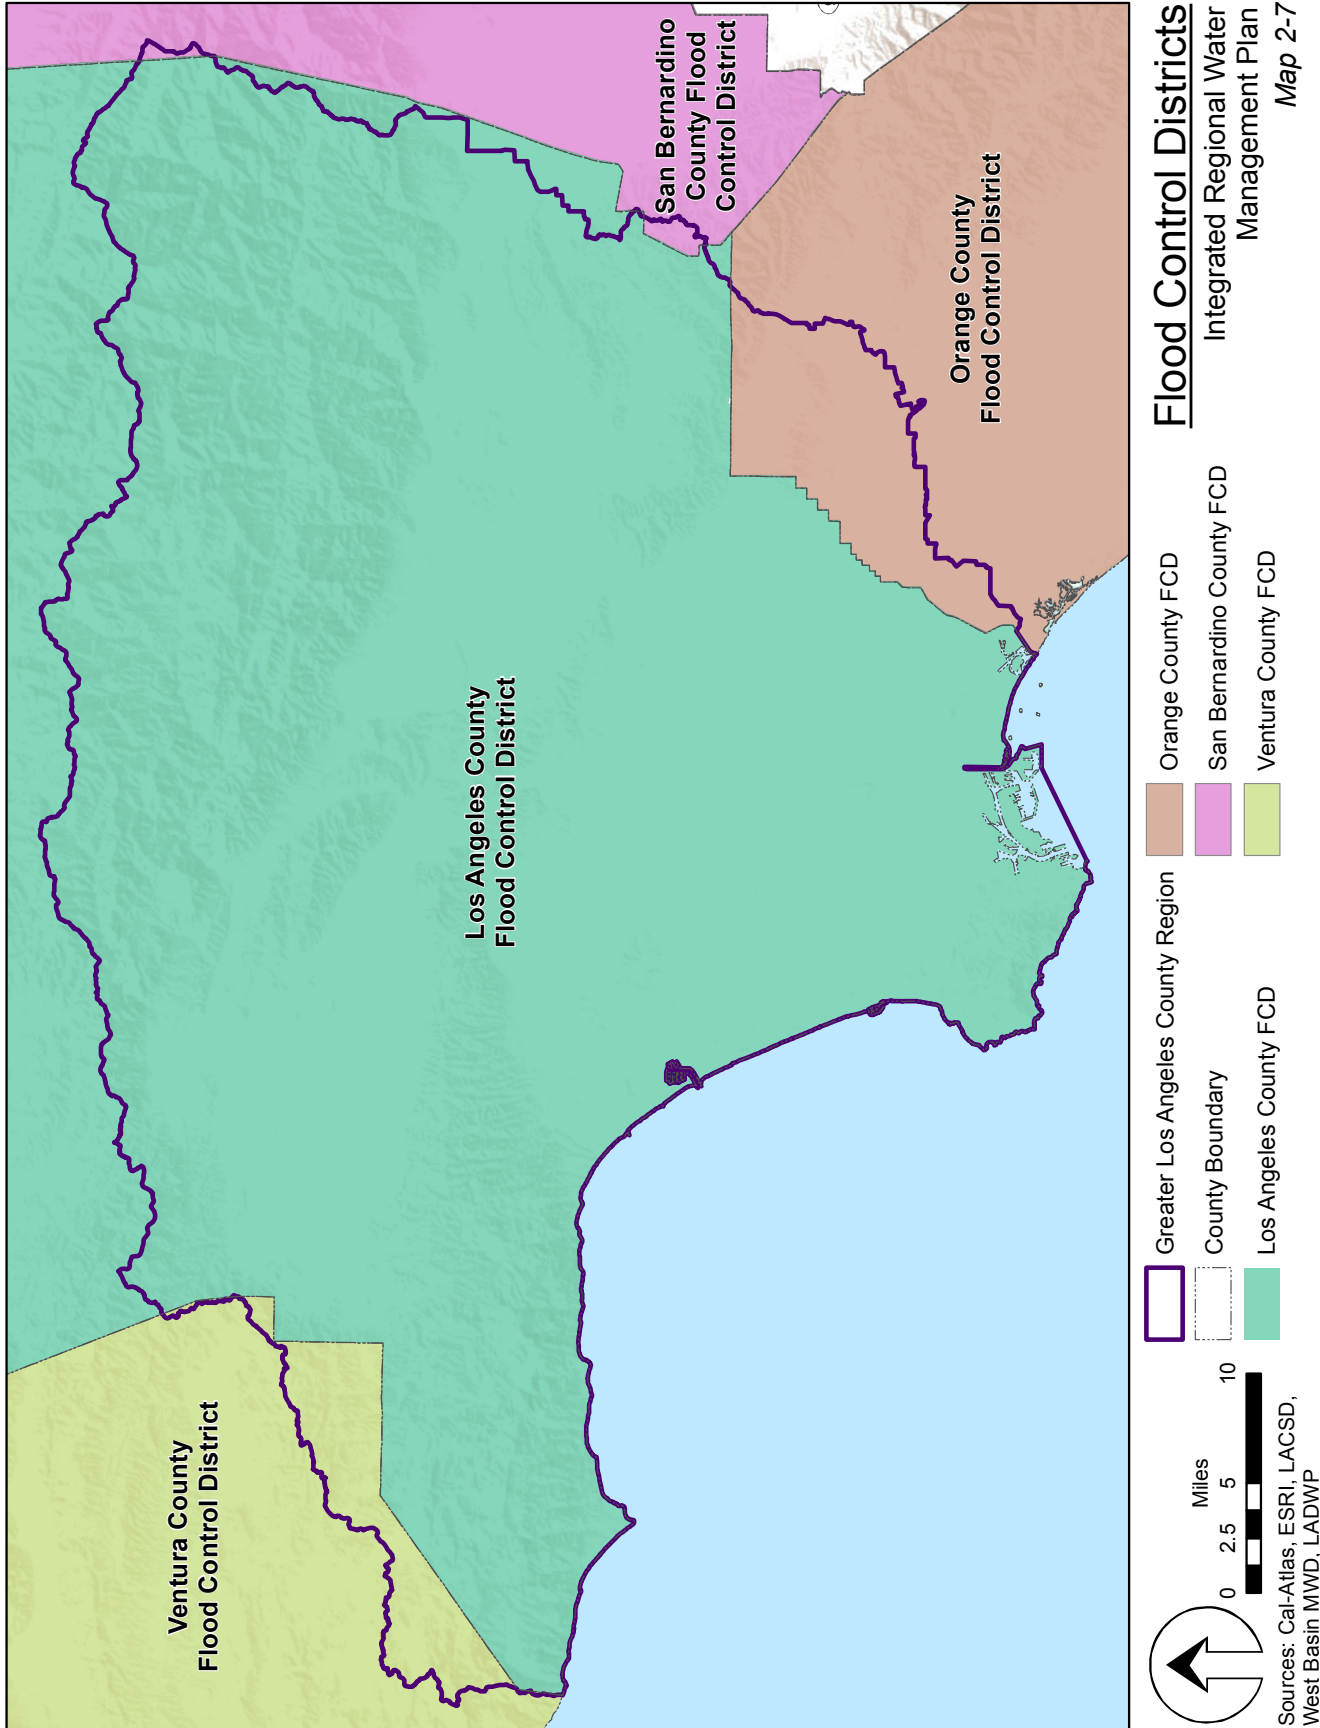 Ventura County
Flood Control District
Los Angeles County
Flood Control District
San Bernardino
County Flood
Control District
Orange County
Flood Control District
Flood Control Districts
Integrated Regional Water
Management Plan
Map 2-7
Miles
0 2.5 5 10
Sources: Cal-Atlas, ESRI, LACSD,
West Basin MWD, LADWP
Greater Los Angeles County Region
County Boundary
Los Angeles County FCD
Orange County FCD
San Bernardino County FCD
Ventura County FCD